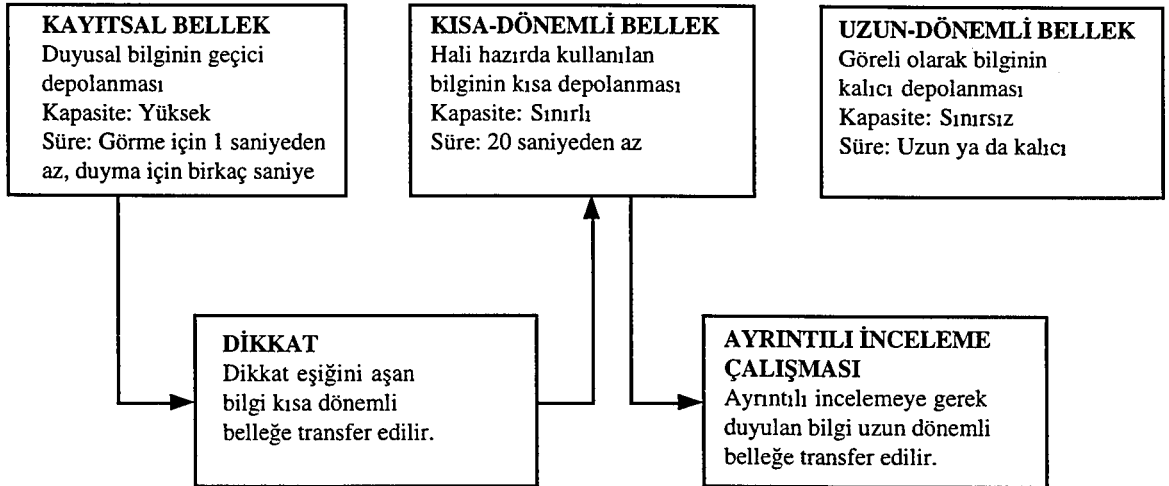 KAYITSAL BELLEK
Duyusal bilginin geçici
depolanması
Kapasite: Yüksek
Süre: Görme için 1 saniyeden
az, duyma için birkaç saniye
KISA-DÖNEMLİ BELLEK
Hali hazırda kullanılan
bilginin kısa depolanması
Kapasite: Sınırlı
Süre: 20 saniyeden az
UZUN-DÖNEMLİ BELLEK
Göreli olarak bilginin
kalıcı depolanması
Kapasite: Sınırsız
Süre: Uzun ya da kalıcı
DİKKAT
Dikkat eşiğini aşan
bilgi kısa dönemli
belleğe transfer edilir.
AYRINTILI İNCELEME
ÇALIŞMASI
Ayrıntılı incelemeye gerek
duyulan bilgi uzun dönemli
belleğe transfer edilir.